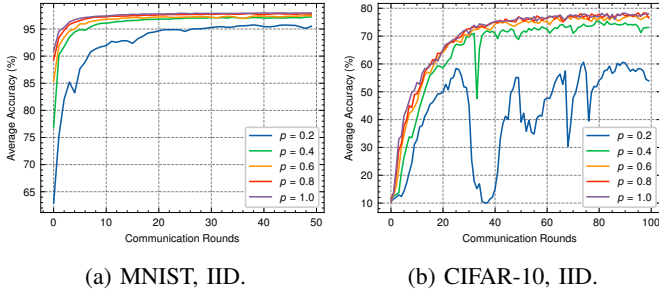 Average Accuracy (%)
95
90
85
80
75
70
65
0
10
20
30
40
50
Communication Rounds
p = 0.2
p = 0.4
p = 0.6
p = 0.8
p = 1.0
(a) MNIST, IID.
Average Accuracy (%)
80
70
60
50
40
30
20
10
0
20
40
60
80
100
Communication Rounds
p = 0.2
p = 0.4
p = 0.6
p = 0.8
p = 1.0
(b) CIFAR-10, IID.